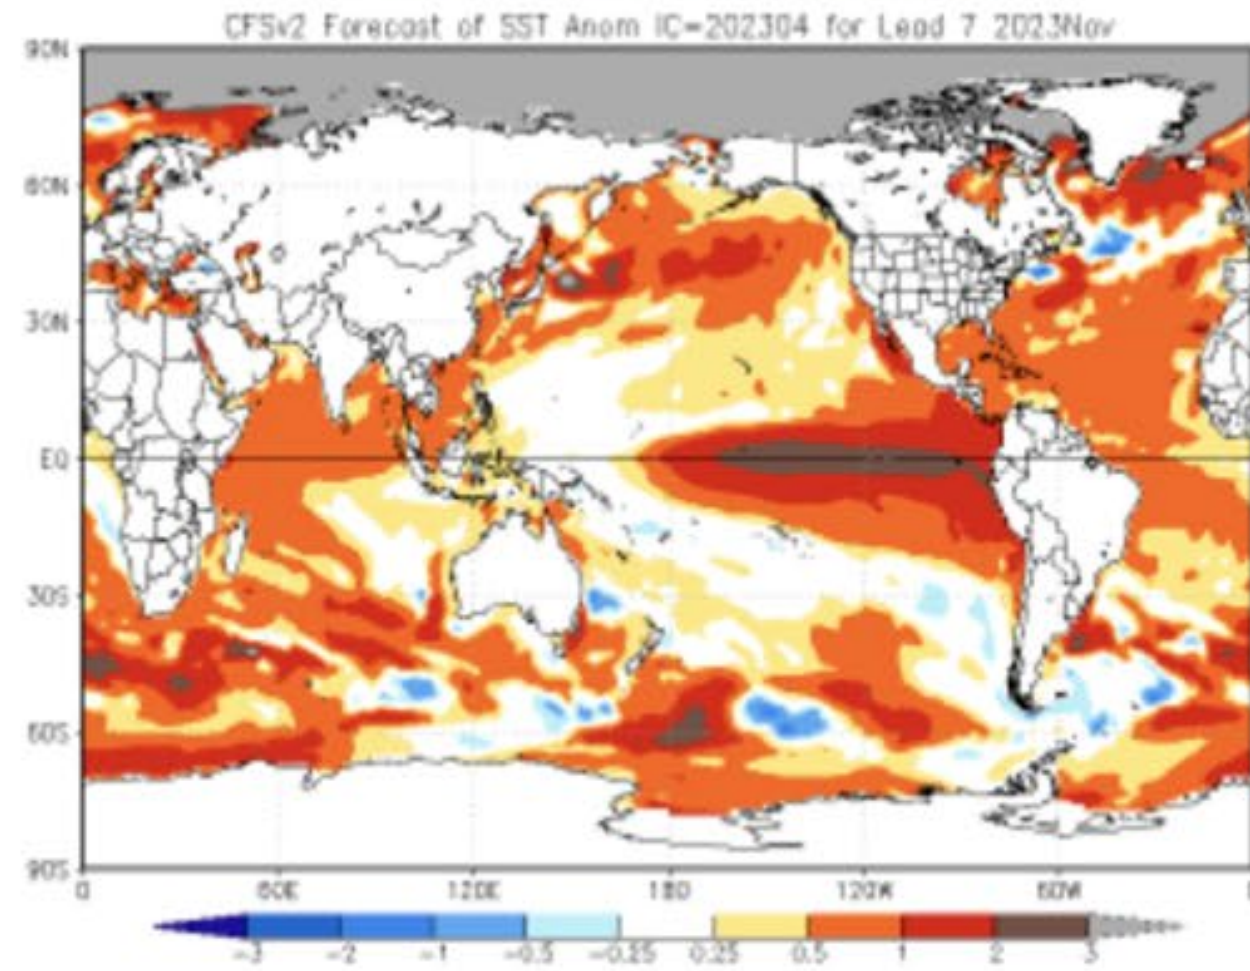 CFSv2 Forecast of SST Anom IC=202304 for Lead 7 2023Nov
90N
60N
30N
EQ
30S
60S
90S
0 60E 120E 180 120W 60W 0
-3 -2 -1 -0.5 -0.25 0.25 0.5 1 2 3